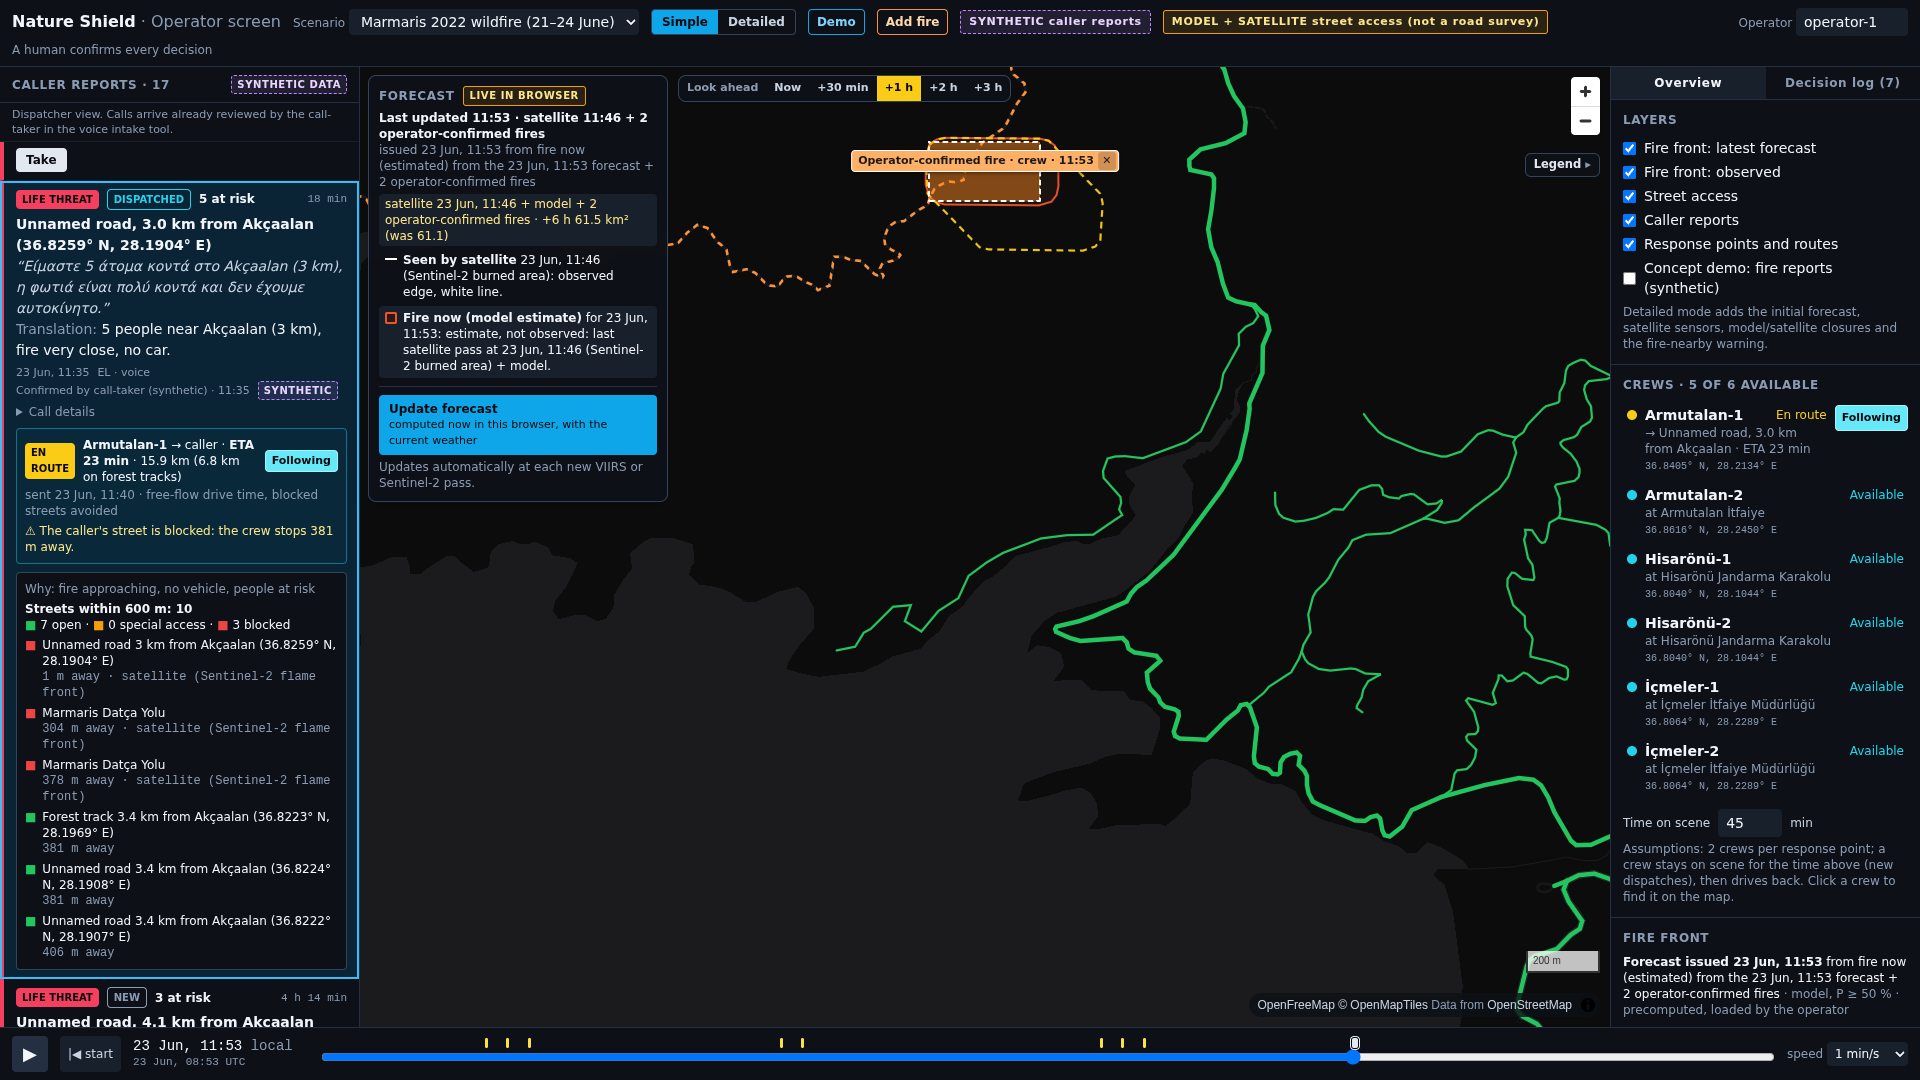 Nature Shield · Operator screen
Scenario Marmaris 2022 wildfire (21–24 June)
Simple Detailed Demo Add fire
SYNTHETIC caller reports
MODEL + SATELLITE street access (not a road survey)
Operator operator-1
A human confirms every decision
CALLER REPORTS · 17 SYNTHETIC DATA
Dispatcher view. Calls arrive already reviewed by the call-
taker in the voice intake tool.
Take
LIFE THREAT DISPATCHED 5 at risk 18 min
Unnamed road, 3.0 km from Akçaalan
(36.8259° N, 28.1904° E)
“Είμαστε 5 άτομα κοντά στο Akçaalan (3 km),
η φωτιά είναι πολύ κοντά και δεν έχουμε
αυτοκίνητο.”
Translation: 5 people near Akçaalan (3 km),
fire very close, no car.
23 Jun, 11:35 EL · voice
Confirmed by call-taker (synthetic) · 11:35 SYNTHETIC
▶ Call details
EN ROUTE
Armutalan-1 → caller · ETA
23 min · 15.9 km (6.8 km
on forest tracks)
Following
sent 23 Jun, 11:40 · free-flow drive time, blocked
streets avoided
⚠ The caller's street is blocked: the crew stops 381
m away.
Why: fire approaching, no vehicle, people at risk
Streets within 600 m: 10
7 open · 0 special access · 3 blocked
Unnamed road 3 km from Akçaalan (36.8259° N,
28.1904° E)
1 m away · satellite (Sentinel-2 flame
front)
Marmaris Datça Yolu
304 m away · satellite (Sentinel-2 flame
front)
Marmaris Datça Yolu
378 m away · satellite (Sentinel-2 flame
front)
Forest track 3.4 km from Akçaalan (36.8223° N,
28.1969° E)
381 m away
Unnamed road 3.4 km from Akçaalan (36.8224°
N, 28.1908° E)
381 m away
Unnamed road 3.4 km from Akçaalan (36.8222°
N, 28.1907° E)
406 m away
LIFE THREAT NEW 3 at risk 4 h 14 min
Unnamed road, 4.1 km from Akçaalan
FORECAST LIVE IN BROWSER
Last updated 11:53 · satellite 11:46 + 2
operator-confirmed fires
issued 23 Jun, 11:53 from fire now
(estimated) from the 23 Jun, 11:53 forecast +
2 operator-confirmed fires
satellite 23 Jun, 11:46 + model + 2
operator-confirmed fires · +6 h 61.5 km²
(was 61.1)
Seen by satellite 23 Jun, 11:46
(Sentinel-2 burned area): observed
edge, white line.
Fire now (model estimate) for 23 Jun,
11:53: estimate, not observed: last
satellite pass at 23 Jun, 11:46 (Sentinel-
2 burned area) + model.
Update forecast
computed now in this browser, with the
current weather
Updates automatically at each new VIIRS or
Sentinel-2 pass.
Look ahead Now +30 min +1 h +2 h +3 h
Operator-confirmed fire · crew · 11:53 ✕
+
−
Legend ▸
200 m
OpenFreeMap © OpenMapTiles Data from OpenStreetMap
Overview Decision log (7)
LAYERS
Fire front: latest forecast
Fire front: observed
Street access
Caller reports
Response points and routes
Concept demo: fire reports
(synthetic)
Detailed mode adds the initial forecast,
satellite sensors, model/satellite closures and
the fire-nearby warning.
CREWS · 5 OF 6 AVAILABLE
Armutalan-1 En route Following
→ Unnamed road, 3.0 km
from Akçaalan · ETA 23 min
36.8405° N, 28.2134° E
Armutalan-2 Available
at Armutalan İtfaiye
36.8616° N, 28.2450° E
Hisarönü-1 Available
at Hisarönü Jandarma Karakolu
36.8040° N, 28.1044° E
Hisarönü-2 Available
at Hisarönü Jandarma Karakolu
36.8040° N, 28.1044° E
İçmeler-1 Available
at İçmeler İtfaiye Müdürlüğü
36.8064° N, 28.2289° E
İçmeler-2 Available
at İçmeler İtfaiye Müdürlüğü
36.8064° N, 28.2289° E
Time on scene 45 min
Assumptions: 2 crews per response point; a
crew stays on scene for the time above (new
dispatches), then drives back. Click a crew to
find it on the map.
FIRE FRONT
Forecast issued 23 Jun, 11:53 from fire now
(estimated) from the 23 Jun, 11:53 forecast +
2 operator-confirmed fires · model, P ≥ 50 % ·
precomputed, loaded by the operator
▶ |◀ start
23 Jun, 11:53 local
23 Jun, 08:53 UTC
speed 1 min/s